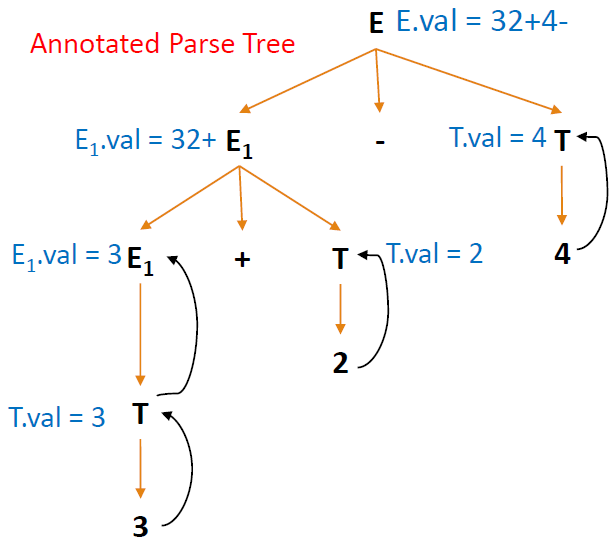 E E.val = 32+4-
Annotated Parse Tree
E₁.val = 32+ E₁ - T.val = 4 T
E₁.val = 3 E₁ + T T.val = 2 4
2
T.val = 3 T
3